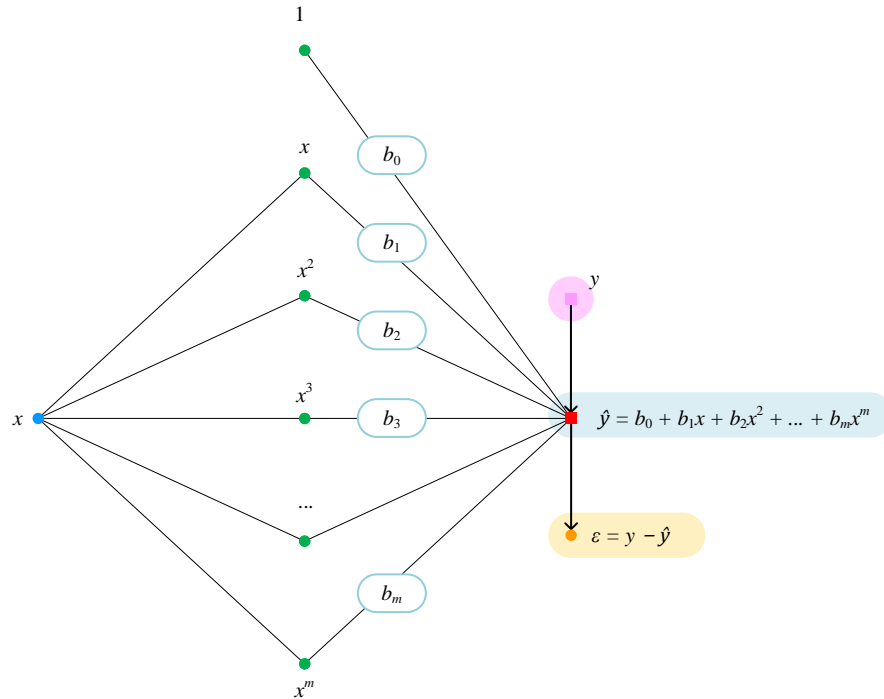 1
x
b₀
b₁
x²
y
b₂
x³
x
b₃
ŷ = b₀ + b₁x + b₂x² + ... + bₘxᵐ
...
ε = y − ŷ
bₘ
xᵐ